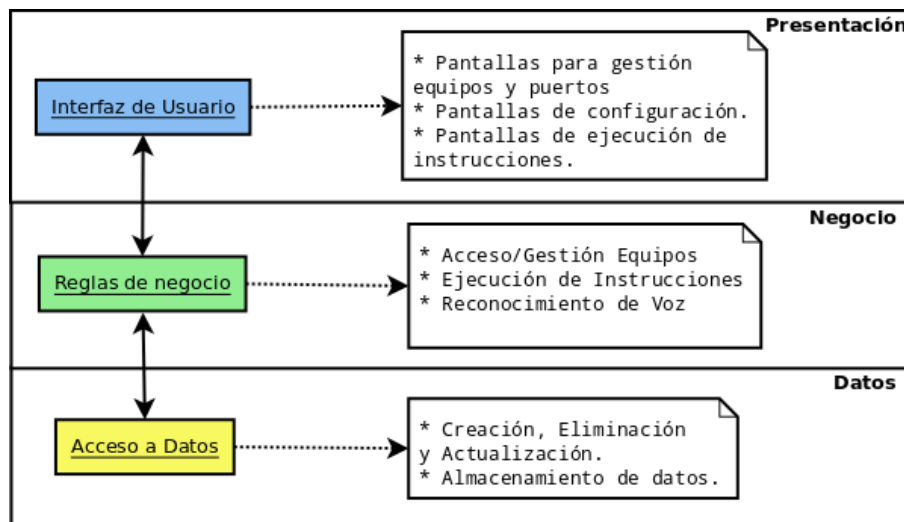 Presentación
Interfaz de Usuario
* Pantallas para gestión
equipos y puertos
* Pantallas de configuración.
* Pantallas de ejecución de
instrucciones.
Negocio
Reglas de negocio
* Acceso/Gestión Equipos
* Ejecución de Instrucciones
* Reconocimiento de Voz
Datos
Acceso a Datos
* Creación, Eliminación
y Actualización.
* Almacenamiento de datos.